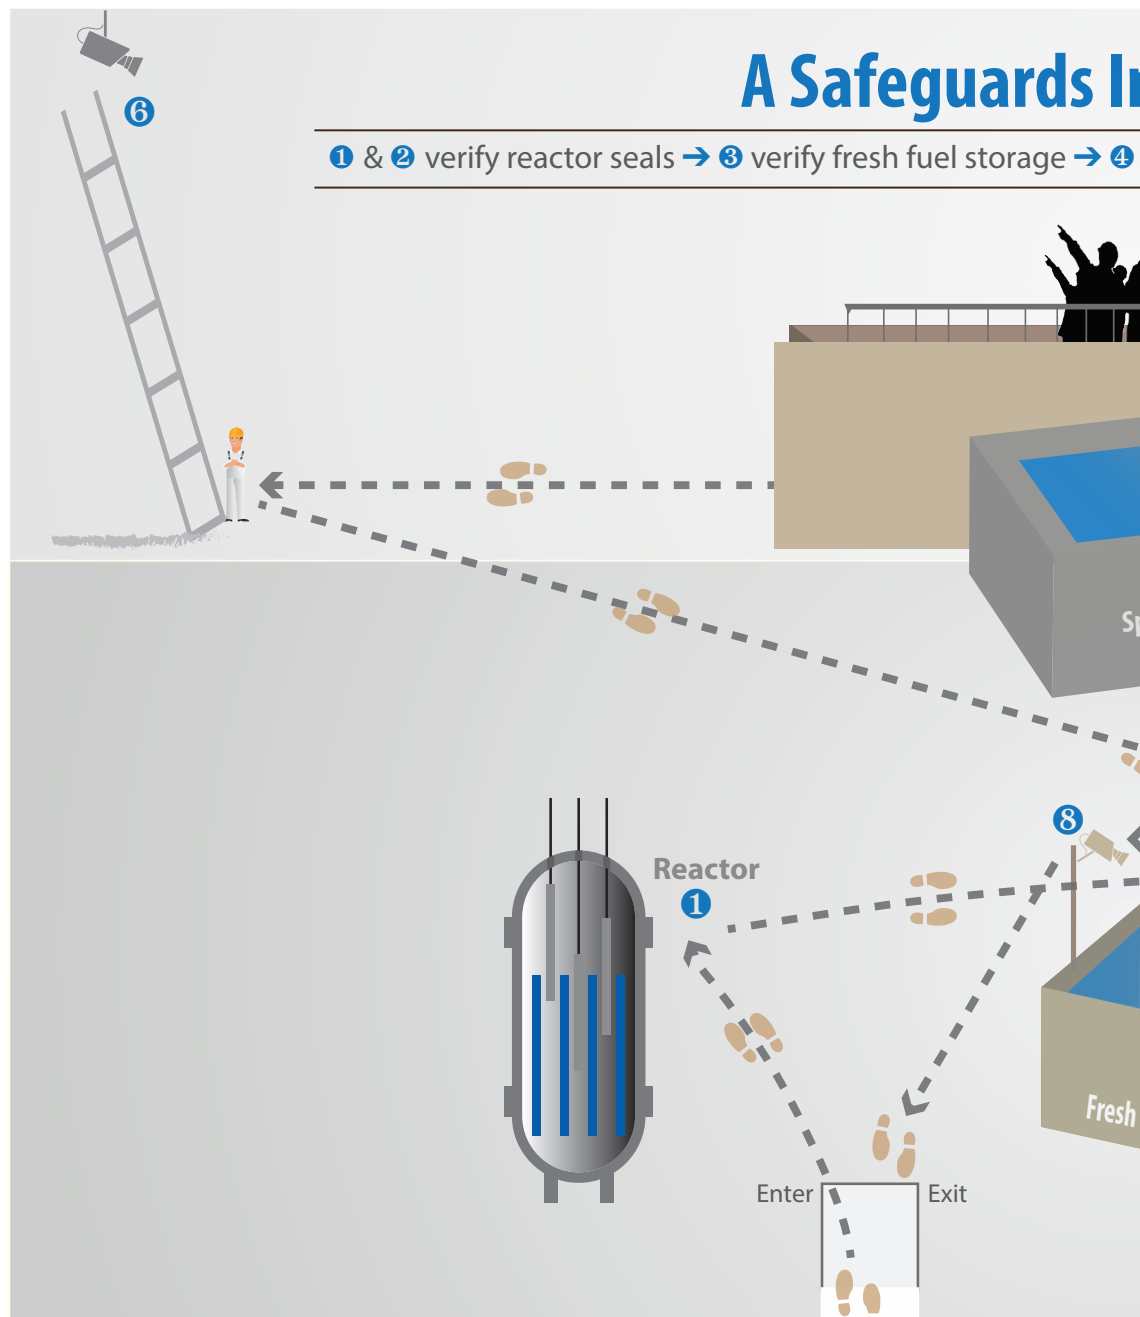 A Safeguards
❶ & ❷ verify reactor seals → ❸ verify fresh fuel storage → ❹
❻
❽
Reactor
❶
Fresh
Enter
Exit